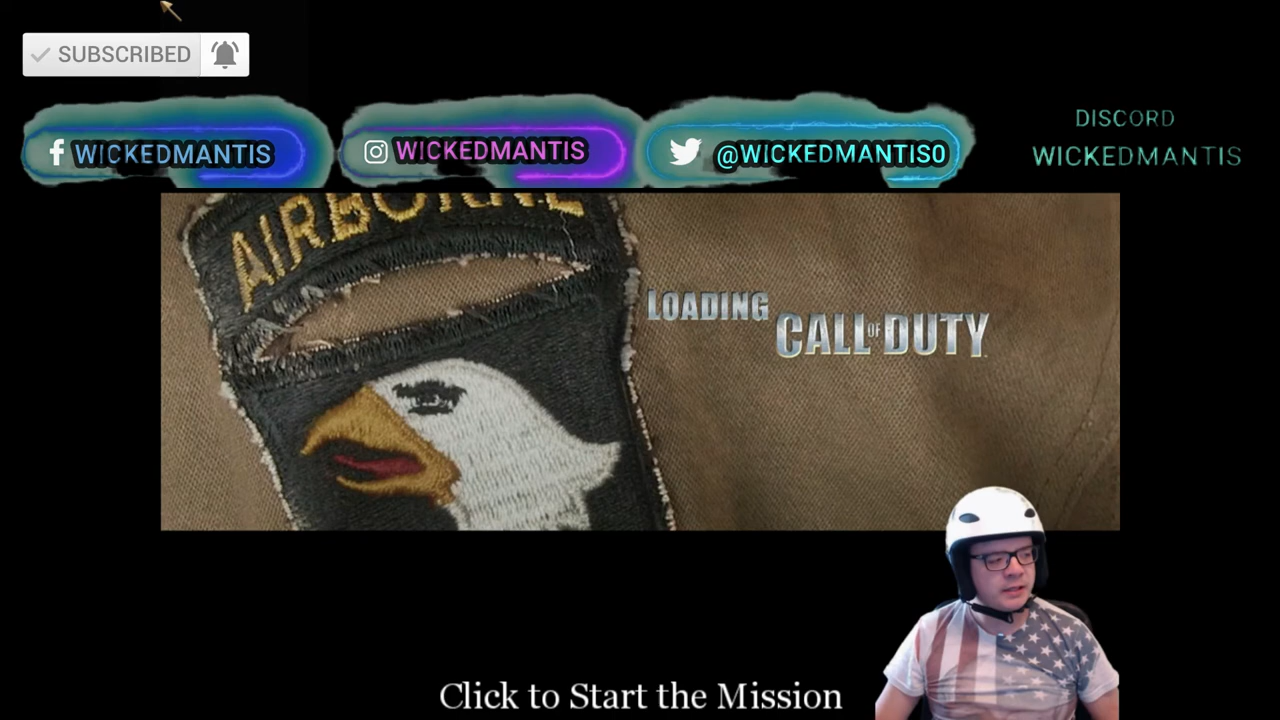 SUBSCRIBED
WICKEDMANTIS
WICKEDMANTIS
@WICKEDMANTIS0
DISCORD
WICKEDMANTIS
AIRBORNE
LOADING
CALL OF DUTY
Click to Start the Mission